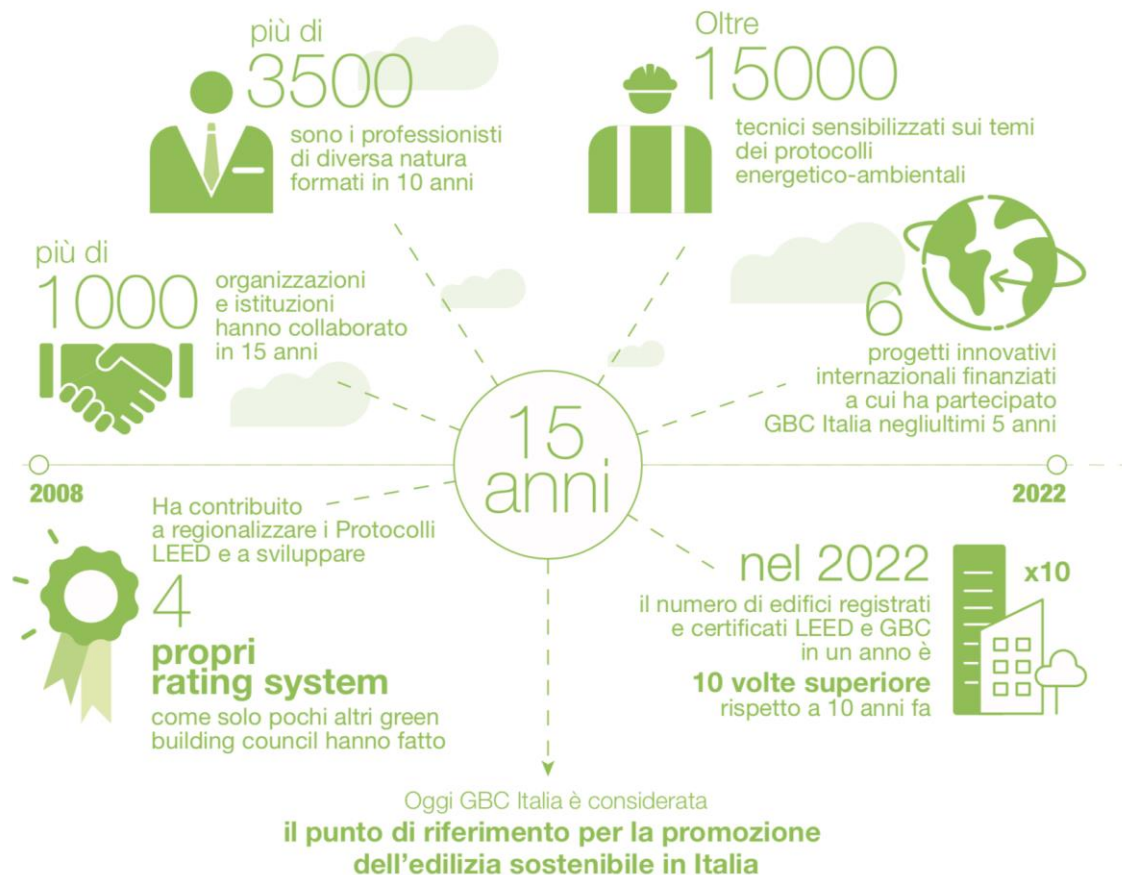 più di
3500
sono i professionisti
di diversa natura
formati in 10 anni
Oltre
15000
tecnici sensibilizzati sui temi
dei protocolli
energetico-ambientali
più di
1000
organizzazioni
e istituzioni
hanno collaborato
in 15 anni
6
progetti innovativi
internazionali finanziati
a cui ha partecipato
GBC Italia negliultimi 5 anni
15
anni
2008
2022
Ha contribuito
a regionalizzare i Protocolli
LEED e a sviluppare
4
propri
rating system
come solo pochi altri green
building council hanno fatto
nel 2022
il numero di edifici registrati
e certificati LEED e GBC
in un anno è
10 volte superiore
rispetto a 10 anni fa
x10
Oggi GBC Italia è considerata
il punto di riferimento per la promozione
dell'edilizia sostenibile in Italia